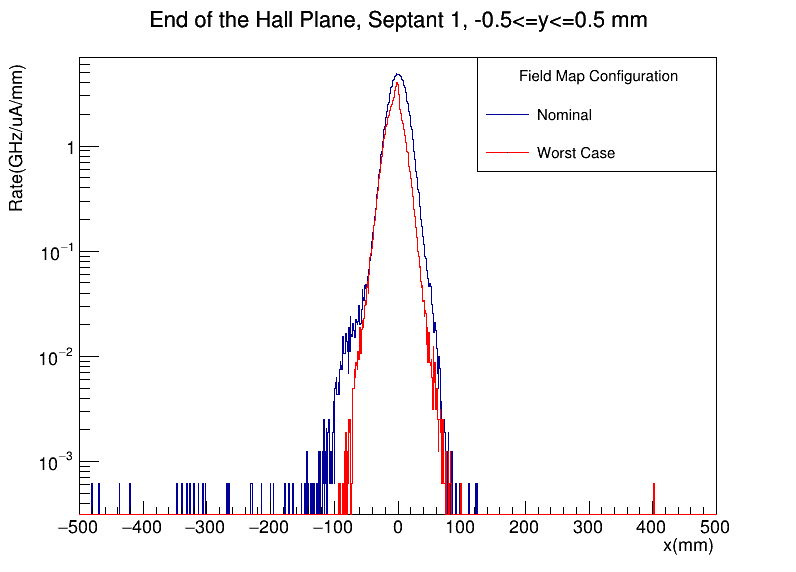 End of the Hall Plane, Septant 1, -0.5<=y<=0.5 mm
Rate(GHz/uA/mm)
Field Map Configuration
Nominal
Worst Case
1
10⁻¹
10⁻²
10⁻³
−500 −400 −300 −200 −100 0 100 200 300 400 500
x(mm)